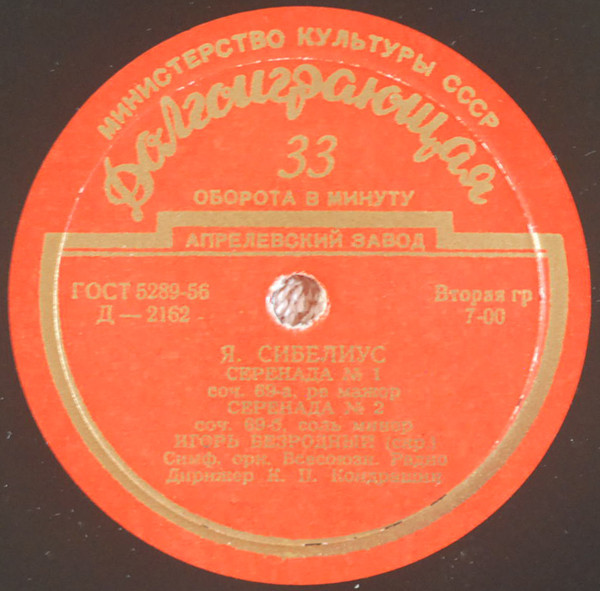 МИНИСТЕРСТВО КУЛЬТУРЫ СССР
Долгоиграющая
33
ОБОРОТА В МИНУТУ
АПРЕЛЕВСКИЙ ЗАВОД
ГОСТ 5289-56
Д — 2162
Вторая гр
7-00
Я. СИБЕЛИУС
СЕРЕНАДА № 1
соч. 69-а, ре мажор
СЕРЕНАДА № 2
соч. 69-б, соль минор
ИГОРЬ БЕЗРОДНЫЙ (скр.)
Симф. орк. Всесоюзн. Радио
Дирижер К. П. Кондрашин